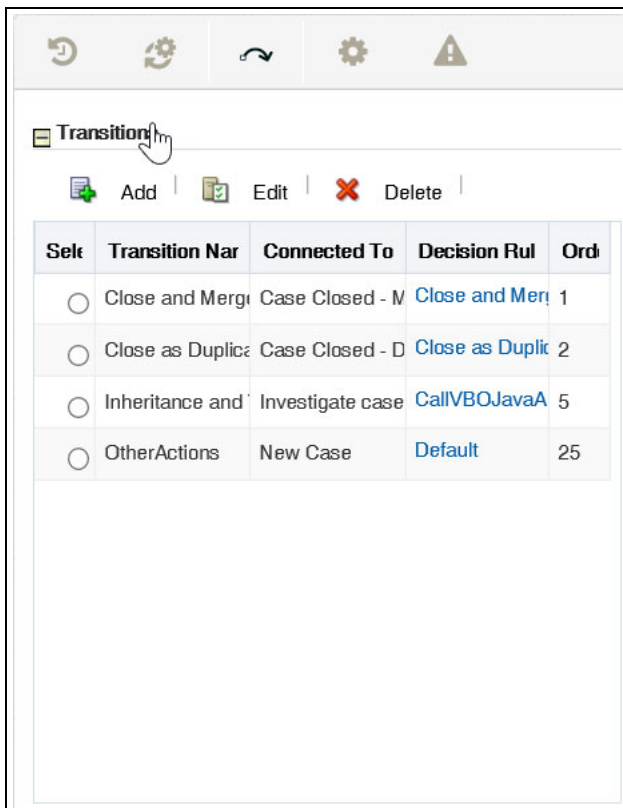 Transition
Add Edit Delete
Sele Transition Nar Connected To Decision Rul Ord
Close and Merg Case Closed - M Close and Mer 1
Close as Duplica Case Closed - D Close as Duplic 2
Inheritance and Investigate case CallVBOJavaA 5
OtherActions New Case Default 25